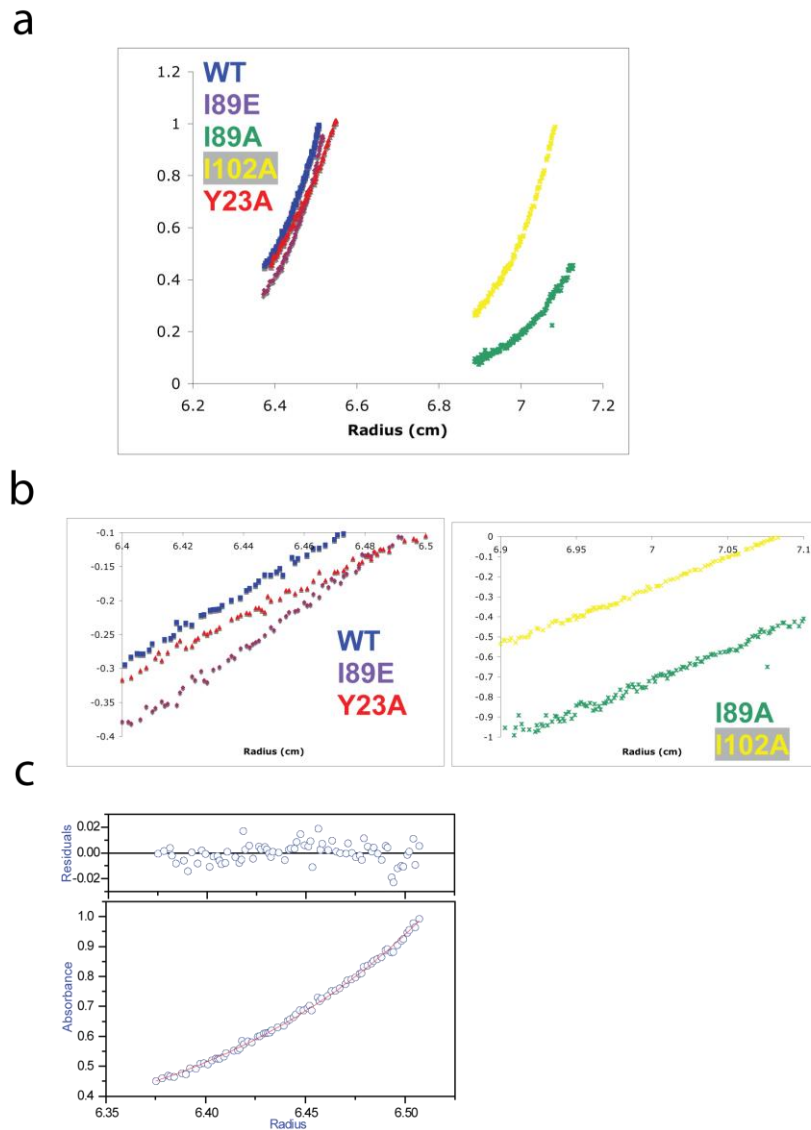 a
WT
I89E
I89A
I102A
Y23A
1.2
1
0.8
0.6
0.4
0.2
0
6.2 6.4 6.6 6.8 7 7.2
Radius (cm)
b
-0.1
6.4 6.42 6.44 6.46 6.48 6.5
-0.15
-0.2
-0.25
-0.3
-0.35
-0.4
WT
I89E
Y23A
Radius (cm)
0
6.9 6.95 7 7.05 7.1
-0.1
-0.2
-0.3
-0.4
-0.5
-0.6
-0.7
-0.8
-0.9
-1
I89A
I102A
Radius (cm)
c
Residuals
0.02
0.00
-0.02
Absorbance
1.0
0.9
0.8
0.7
0.6
0.5
0.4
6.35 6.40 6.45 6.50
Radius